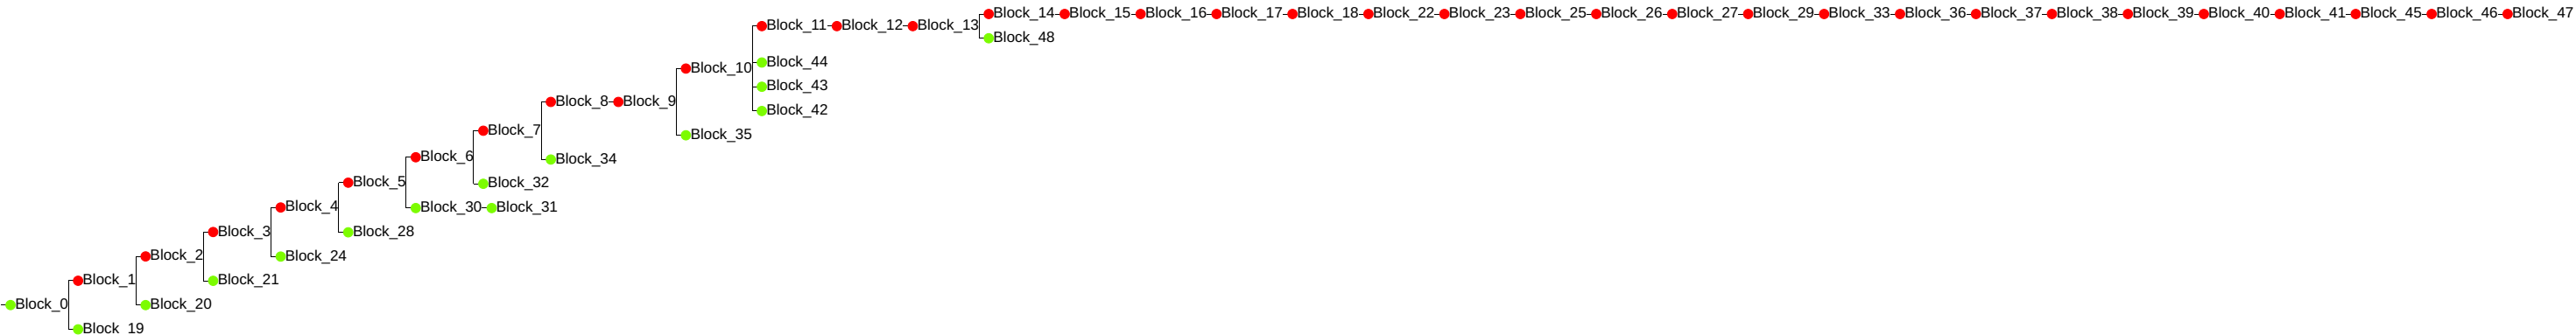 Block_14 Block_15 Block_16 Block_17 Block_18 Block_22 Block_23 Block_25 Block_26 Block_27 Block_29 Block_33 Block_36 Block_37 Block_38 Block_39 Block_40 Block_41 Block_45 Block_46 Block_47
Block_11 Block_12 Block_13
Block_48
Block_44
Block_10
Block_43
Block_8 Block_9
Block_42
Block_7
Block_35
Block_6
Block_34
Block_5
Block_32
Block_4
Block_30 Block_31
Block_3
Block_28
Block_2
Block_24
Block_1
Block_21
Block_0
Block_20
Block_19